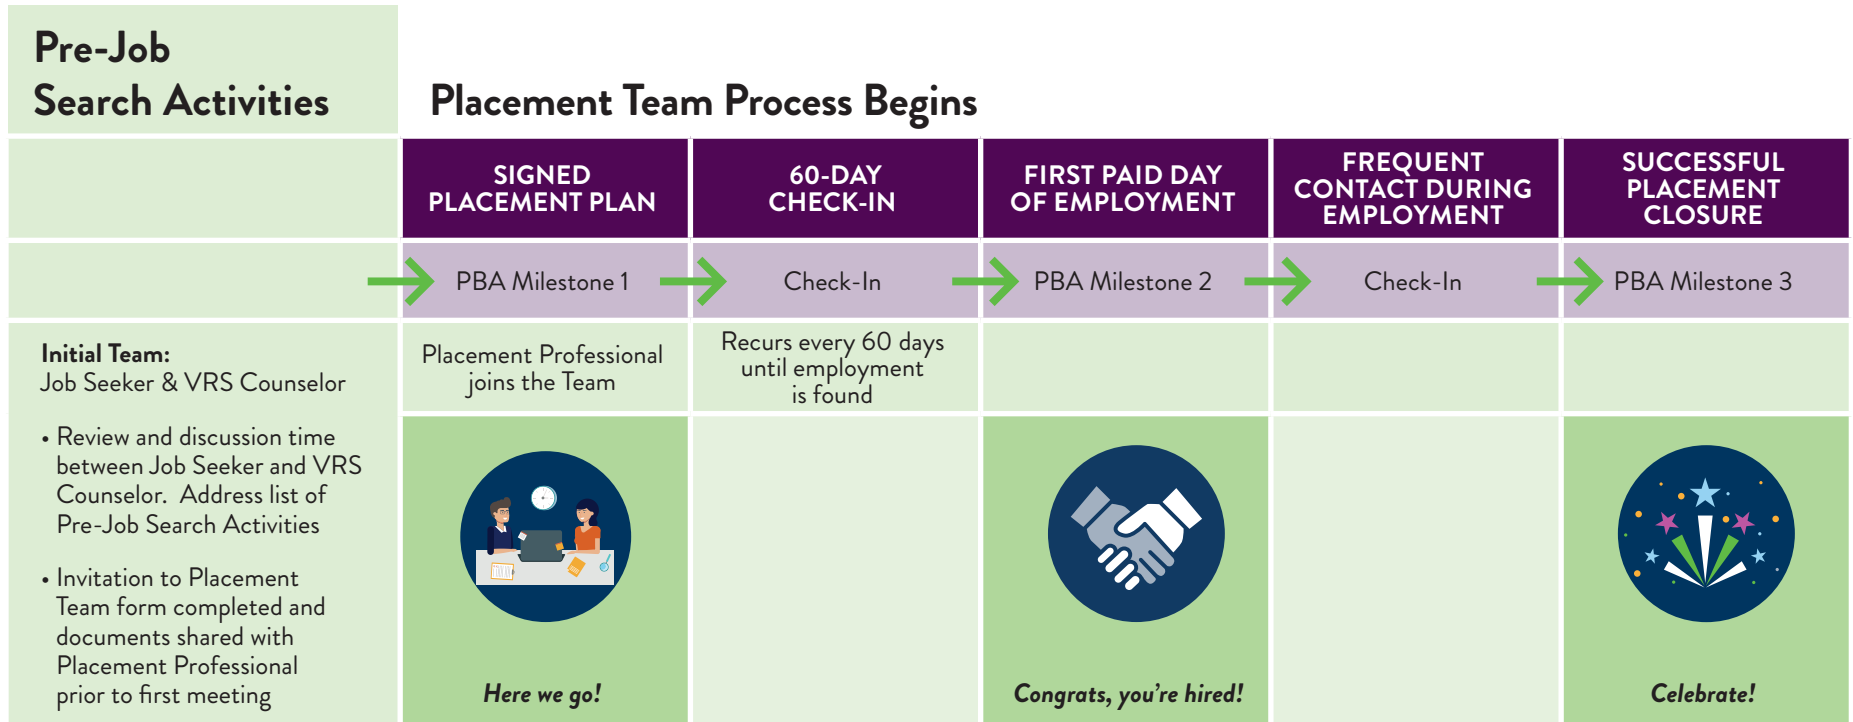 Pre-Job
Search Activities
Placement Team Process Begins
SIGNED
PLACEMENT PLAN
60-DAY
CHECK-IN
FIRST PAID DAY
OF EMPLOYMENT
FREQUENT
CONTACT DURING
EMPLOYMENT
SUCCESSFUL
PLACEMENT
CLOSURE
PBA Milestone 1
Check-In
PBA Milestone 2
Check-In
PBA Milestone 3
Initial Team:
Job Seeker & VRS Counselor
• Review and discussion time
between Job Seeker and VRS
Counselor. Address list of
Pre-Job Search Activities
• Invitation to Placement
Team form completed and
documents shared with
Placement Professional
prior to first meeting
Placement Professional
joins the Team
Recurs every 60 days
until employment
is found
Here we go!
Congrats, you're hired!
Celebrate!